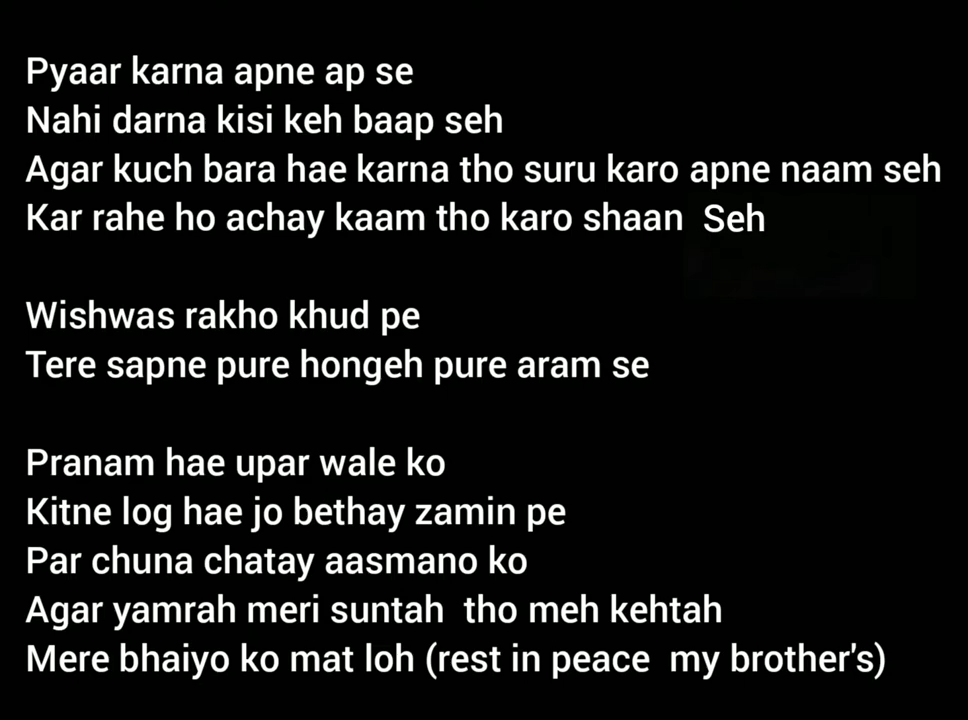 Pyaar karna apne ap se
Nahi darna kisi keh baap seh
Agar kuch bara hae karna tho suru karo apne naam seh
Kar rahe ho achay kaam tho karo shaan Seh
Wishwas rakho khud pe
Tere sapne pure hongeh pure aram se
Pranam hae upar wale ko
Kitne log hae jo bethay zamin pe
Par chuna chatay aasmano ko
Agar yamrah meri suntah tho meh kehtah
Mere bhaiyo ko mat loh (rest in peace my brother's)